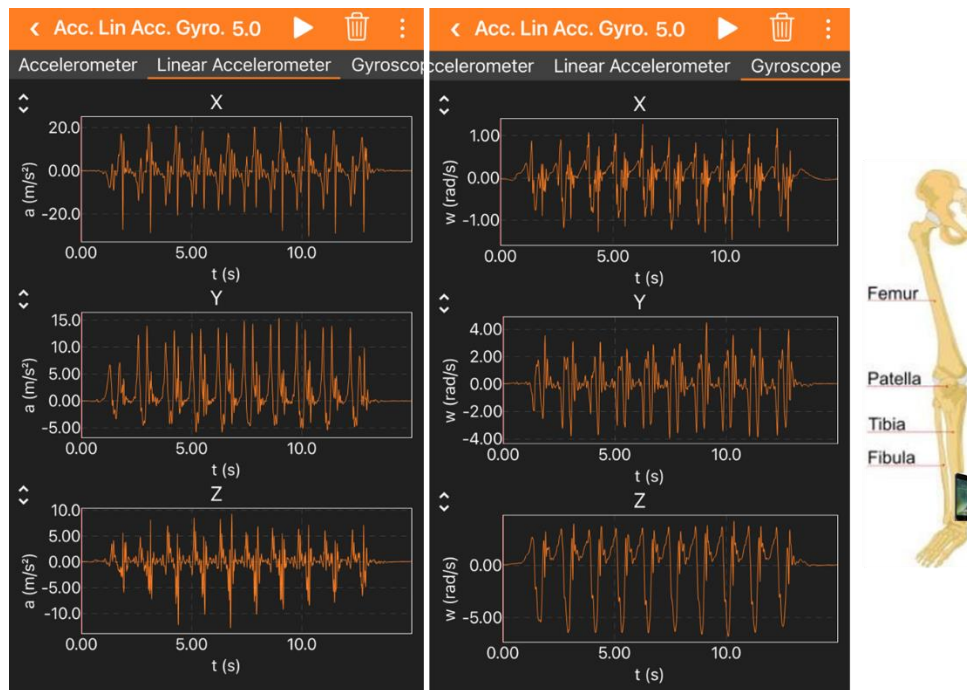 Acc. Lin Acc. Gyro. 5.0
Accelerometer Linear Accelerometer Gyroscop
X
20.0
0.00
-20.0
a (m/s²)
0.00 5.00 10.0
t (s)
Y
15.0
10.0
5.00
0.00
-5.00
a (m/s²)
0.00 5.00 10.0
t (s)
Z
10.0
5.00
0.00
-5.00
-10.0
a (m/s²)
0.00 5.00 10.0
t (s)
Acc. Lin Acc. Gyro. 5.0
ccelerometer Linear Accelerometer Gyroscope
X
1.00
0.00
-1.00
w (rad/s)
0.00 5.00 10.0
t (s)
Y
4.00
2.00
0.00
-2.00
-4.00
w (rad/s)
0.00 5.00 10.0
t (s)
Z
0.00
-5.00
w (rad/s)
0.00 5.00 10.0
t (s)
Femur
Patella
Tibia
Fibula